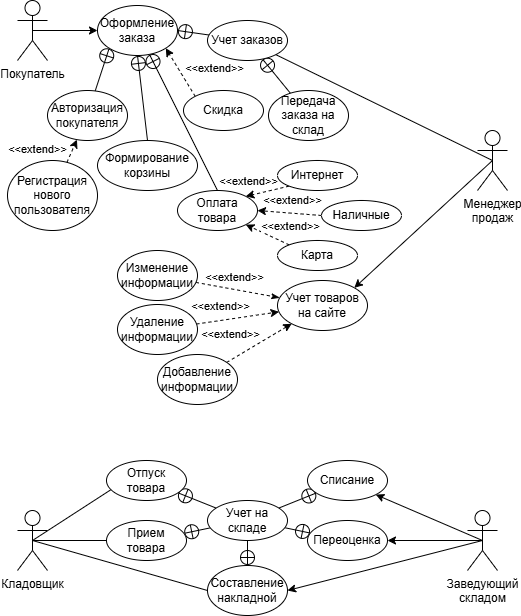 Оформление
заказа
Учет заказов
Покупатель
<<extend>>
Авторизация
покупателя
Скидка
Передача
заказа на
склад
<<extend>>
Формирование
корзины
Регистрация
нового
пользователя
Интернет
<<extend>>
Оплата
товара
<<extend>>
Наличные
<<extend>>
Карта
Менеджер
продаж
Изменение
информации
<<extend>>
Учет товаров
на сайте
<<extend>>
Удаление
информации
<<extend>>
Добавление
информации
Отпуск
товара
Списание
Учет на
складе
Прием
товара
Переоценка
Кладовщик
Составление
накладной
Заведующий
складом